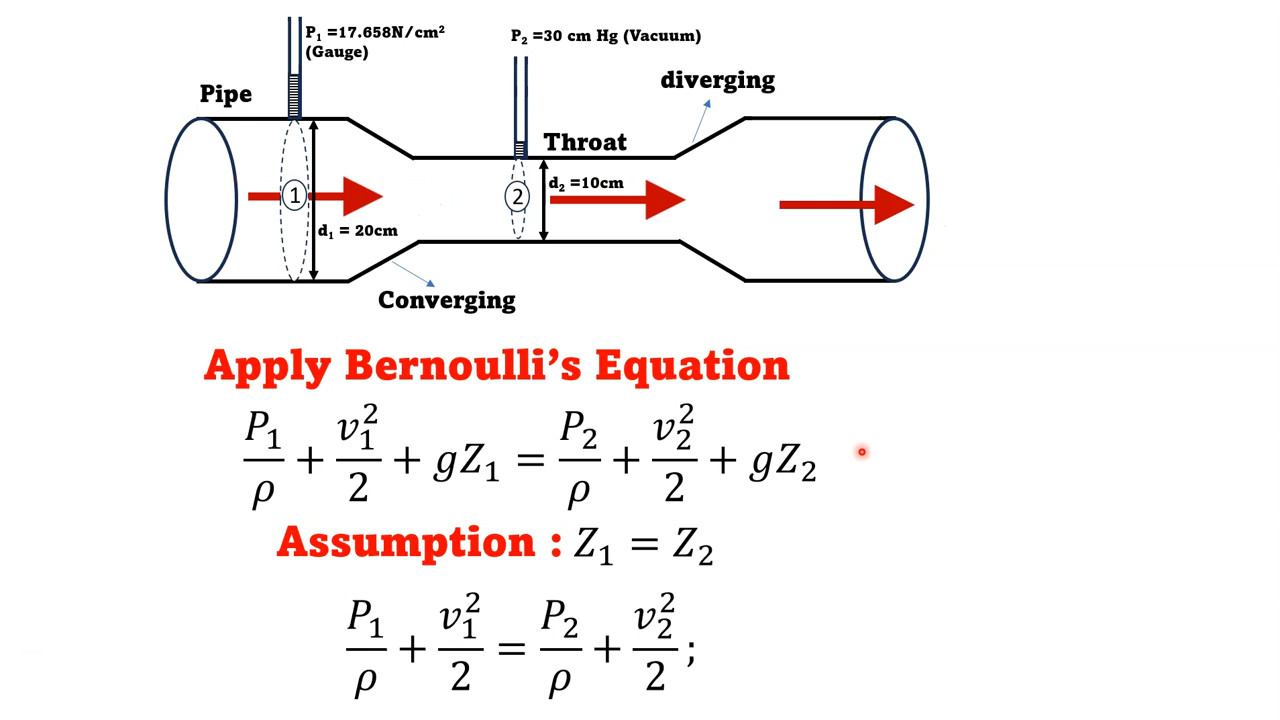 P₁ =17.658N/cm²
(Gauge)
P₂ =30 cm Hg (Vacuum)
Pipe
diverging
Throat
1
2
d₂ =10cm
d₁ = 20cm
Converging
Apply Bernoulli's Equation
P₁/ρ + v₁²/2 + gZ₁ = P₂/ρ + v₂²/2 + gZ₂
Assumption : Z₁ = Z₂
P₁/ρ + v₁²/2 = P₂/ρ + v₂²/2 ;